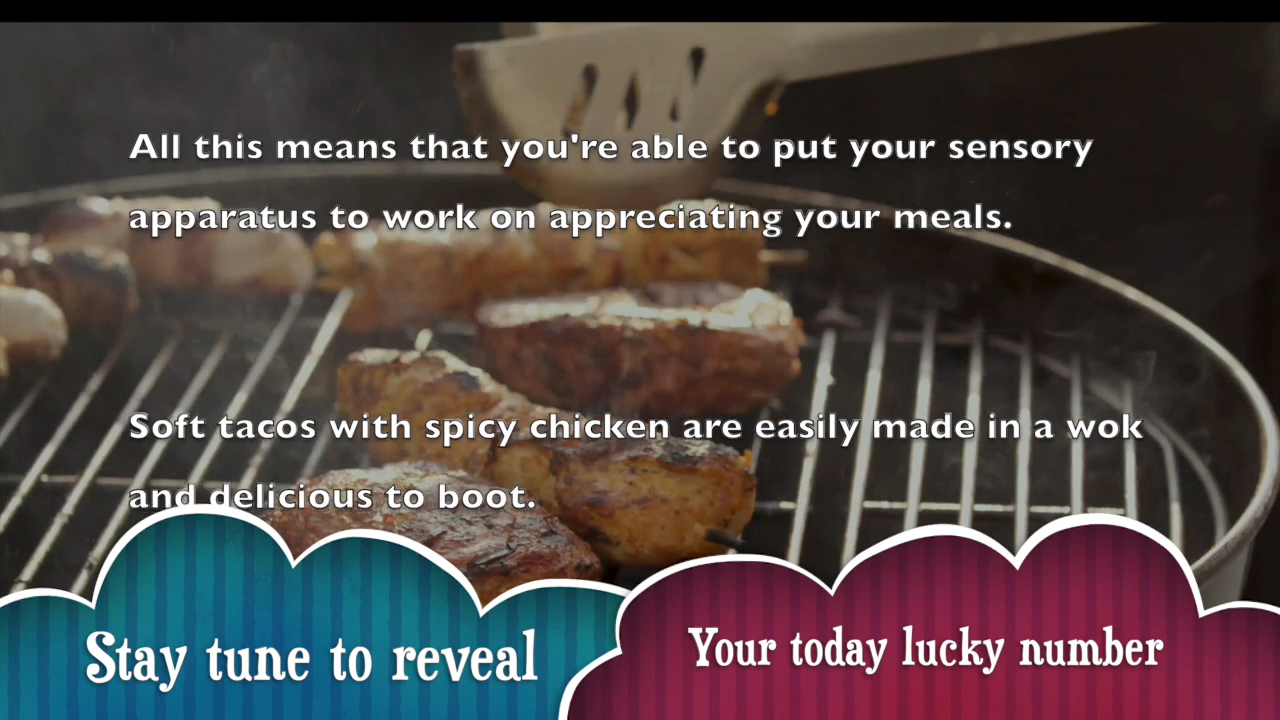 All this means that you're able to put your sensory
apparatus to work on appreciating your meals.
Soft tacos with spicy chicken are easily made in a wok
and delicious to boot.
Stay tune to reveal
Your today lucky number